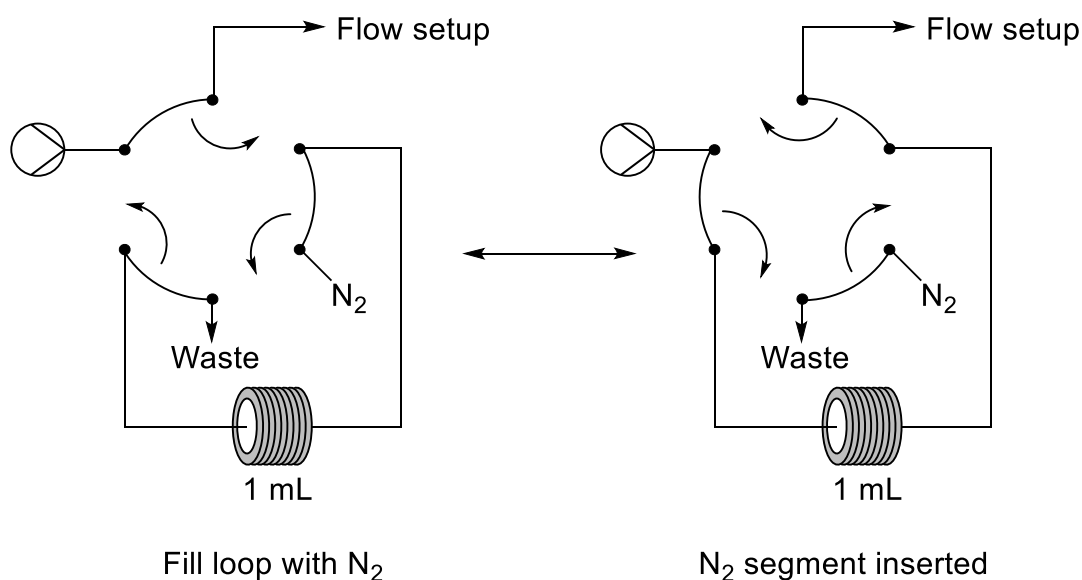 Flow setup
Flow setup
N2
N2
Waste
Waste
1 mL
1 mL
Fill loop with N2
N2 segment inserted